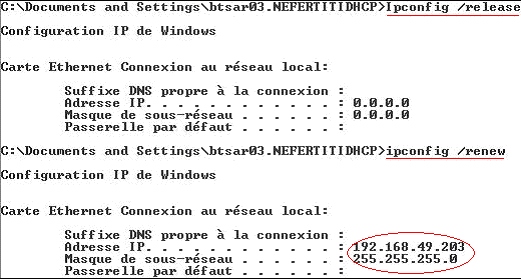 C:\Documents and Settings\btsar03.NEFERTITIDHCP>Ipconfig /release
Configuration IP de Windows
Carte Ethernet Connexion au réseau local:
Suffixe DNS propre à la connexion :
Adresse IP. . . . . . . . . . . . : 0.0.0.0
Masque de sous-réseau . . . . . . : 0.0.0.0
Passerelle par défaut . . . . . . :
C:\Documents and Settings\btsar03.NEFERTITIDHCP>ipconfig /renew
Configuration IP de Windows
Carte Ethernet Connexion au réseau local:
Suffixe DNS propre à la connexion :
Adresse IP. . . . . . . . . . . . : 192.168.49.203
Masque de sous-réseau . . . . . . : 255.255.255.0
Passerelle par défaut . . . . . . :